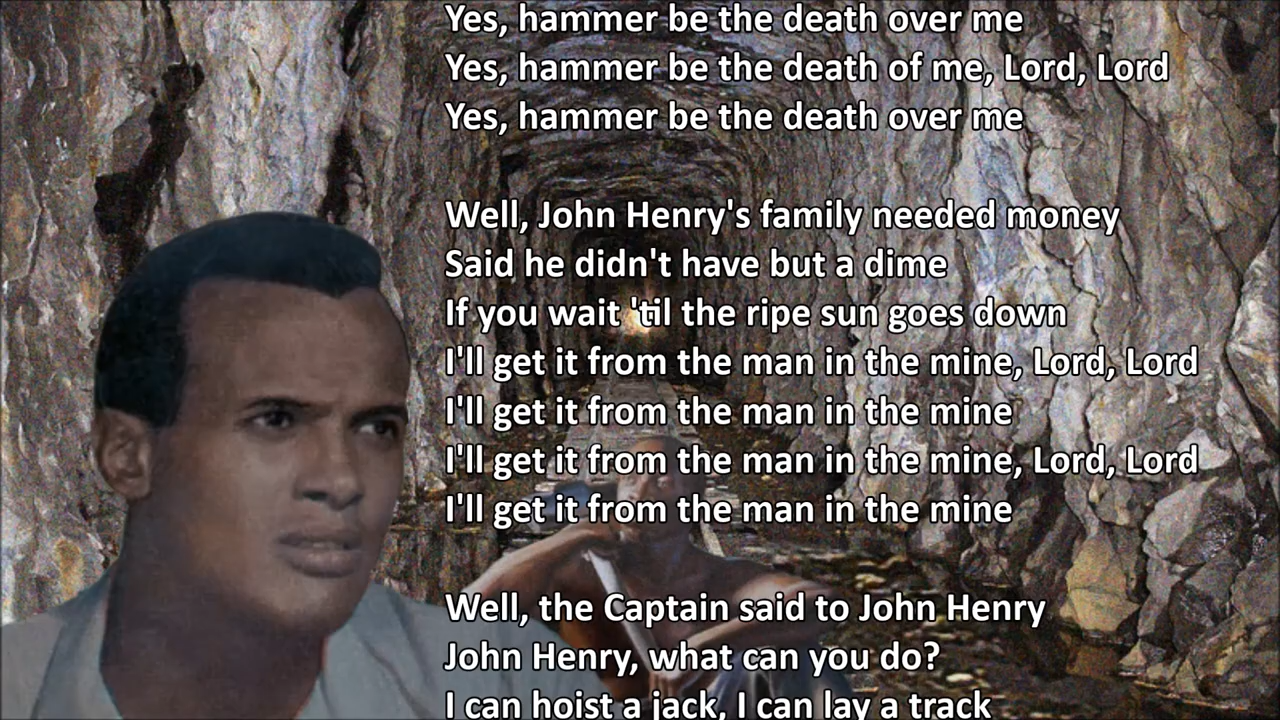 Yes, hammer be the death over me
Yes, hammer be the death of me, Lord, Lord
Yes, hammer be the death over me
Well, John Henry's family needed money
Said he didn't have but a dime
If you wait 'til the ripe sun goes down
I'll get it from the man in the mine, Lord, Lord
I'll get it from the man in the mine
I'll get it from the man in the mine, Lord, Lord
I'll get it from the man in the mine
Well, the Captain said to John Henry
John Henry, what can you do?
I can hoist a jack, I can lay a track